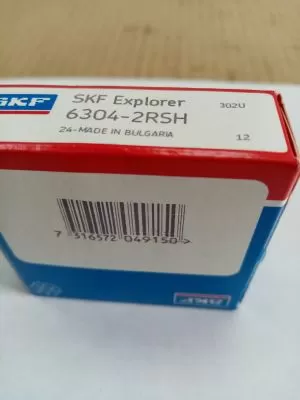 SKF
SKF Explorer
302U
6304-2RSH
24-MADE IN BULGARIA
12
7 316572 049150 >
SKF